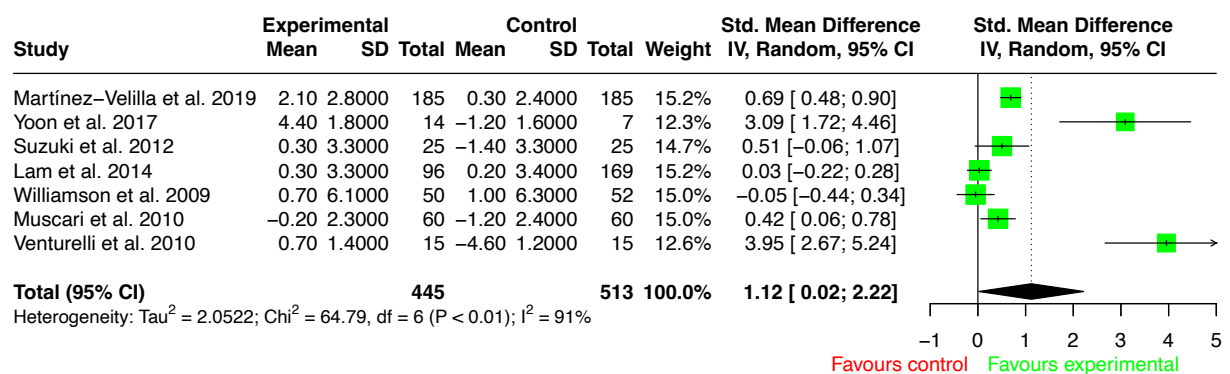 Experimental Control Std. Mean Difference Std. Mean Difference
Study Mean SD Total Mean SD Total Weight IV, Random, 95% CI IV, Random, 95% CI
Martínez−Velilla et al. 2019 2.10 2.8000 185 0.30 2.4000 185 15.2% 0.69 [ 0.48; 0.90]
Yoon et al. 2017 4.40 1.8000 14 −1.20 1.6000 7 12.3% 3.09 [ 1.72; 4.46]
Suzuki et al. 2012 0.30 3.3000 25 −1.40 3.3000 25 14.7% 0.51 [−0.06; 1.07]
Lam et al. 2014 0.30 3.3000 96 0.20 3.4000 169 15.2% 0.03 [−0.22; 0.28]
Williamson et al. 2009 0.70 6.1000 50 1.00 6.3000 52 15.0% −0.05 [−0.44; 0.34]
Muscari et al. 2010 −0.20 2.3000 60 −1.20 2.4000 60 15.0% 0.42 [ 0.06; 0.78]
Venturelli et al. 2010 0.70 1.4000 15 −4.60 1.2000 15 12.6% 3.95 [ 2.67; 5.24]
Total (95% CI) 445 513 100.0% 1.12 [ 0.02; 2.22]
Heterogeneity: Tau² = 2.0522; Chi² = 64.79, df = 6 (P < 0.01); I² = 91%
−1 0 1 2 3 4 5
Favours control Favours experimental